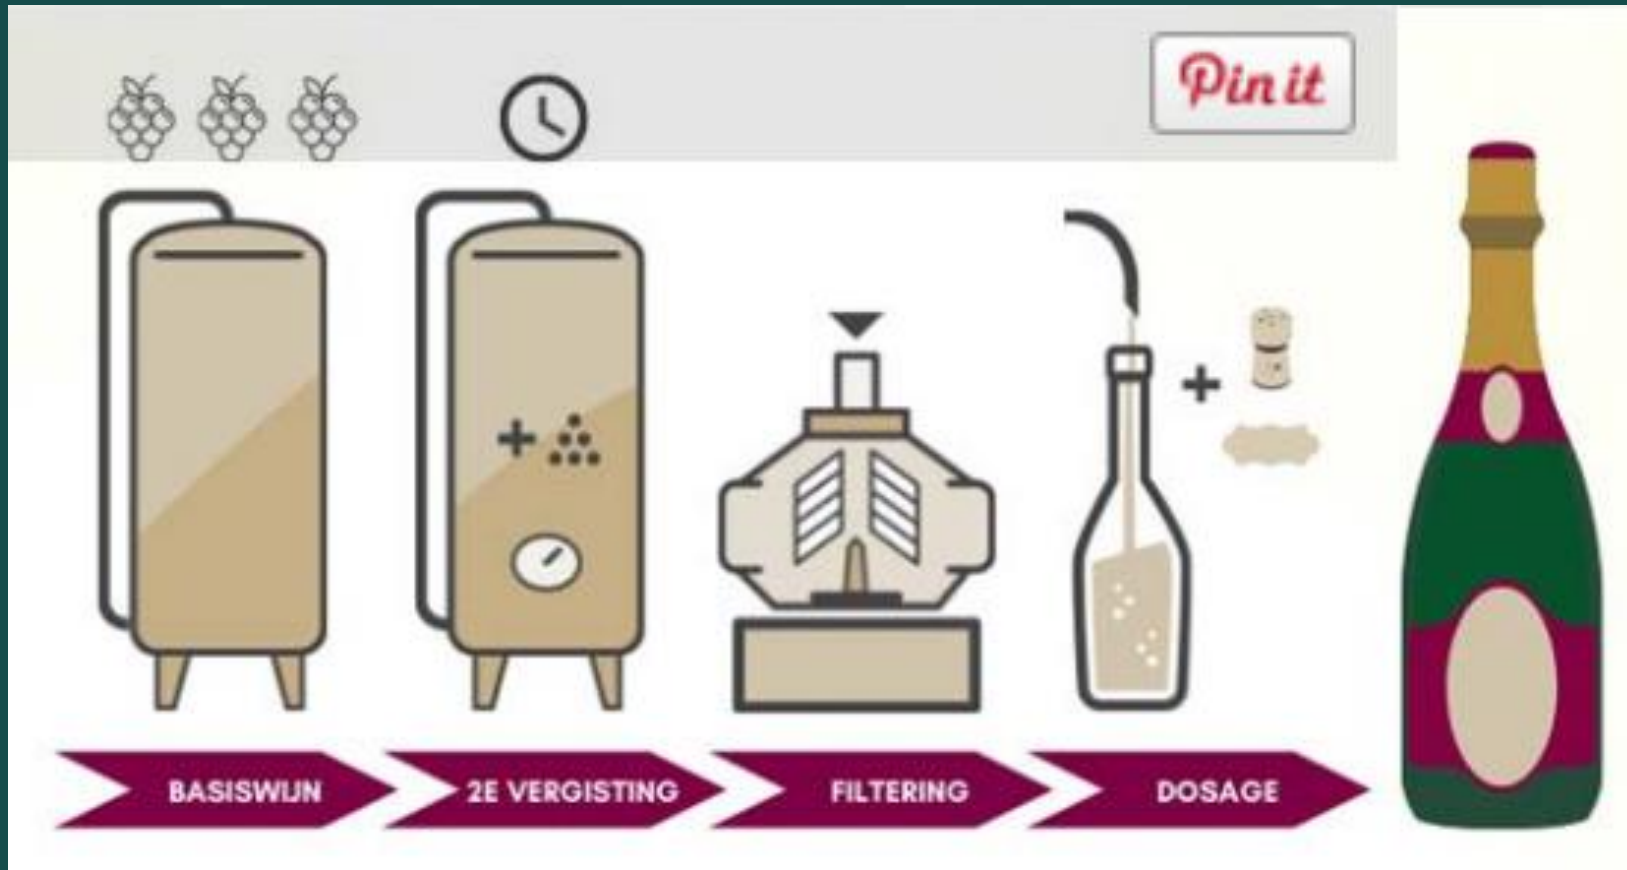 Pin it
BASISWIJN
2E VERGISTING
FILTERING
DOSAGE